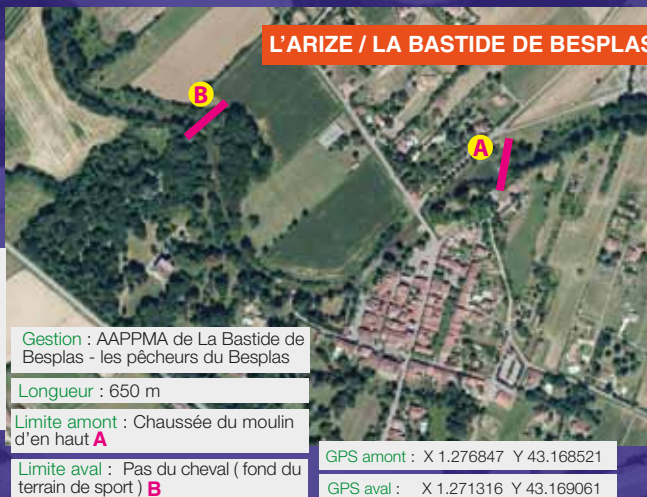 L'ARIZE / LA BASTIDE DE BESPLAS
B
A
Gestion : AAPPMA de La Bastide de
Besplas - les pêcheurs du Besplas
Longueur : 650 m
Limite amont : Chaussée du moulin
d'en haut A
Limite aval : Pas du cheval ( fond du
terrain de sport ) B
GPS amont : X 1.276847 Y 43.168521
GPS aval : X 1.271316 Y 43.169061